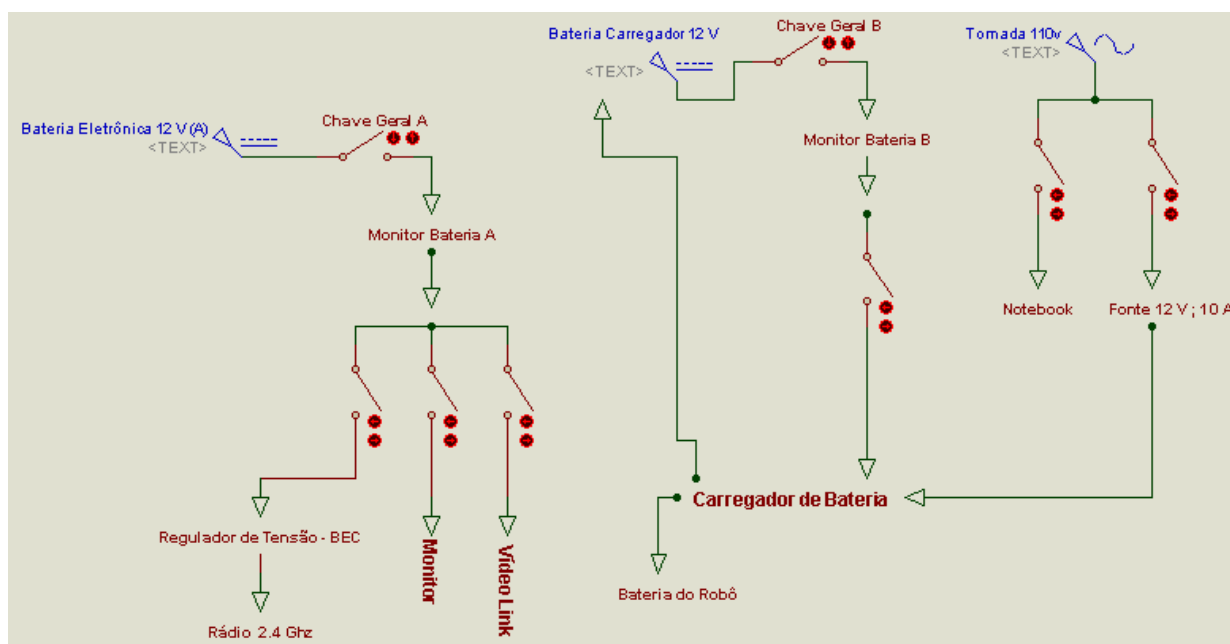 Chave Geral B
Bateria Carregador 12 V
<TEXT>
Tomada 110v
<TEXT>
Chave Geral A
Bateria Eletrônica 12 V (A)
<TEXT>
Monitor Bateria B
Monitor Bateria A
Notebook
Fonte 12 V ; 10 A
Carregador de Bateria
Regulador de Tensão - BEC
Monitor
Vídeo Link
Bateria do Robô
Rádio 2.4 Ghz